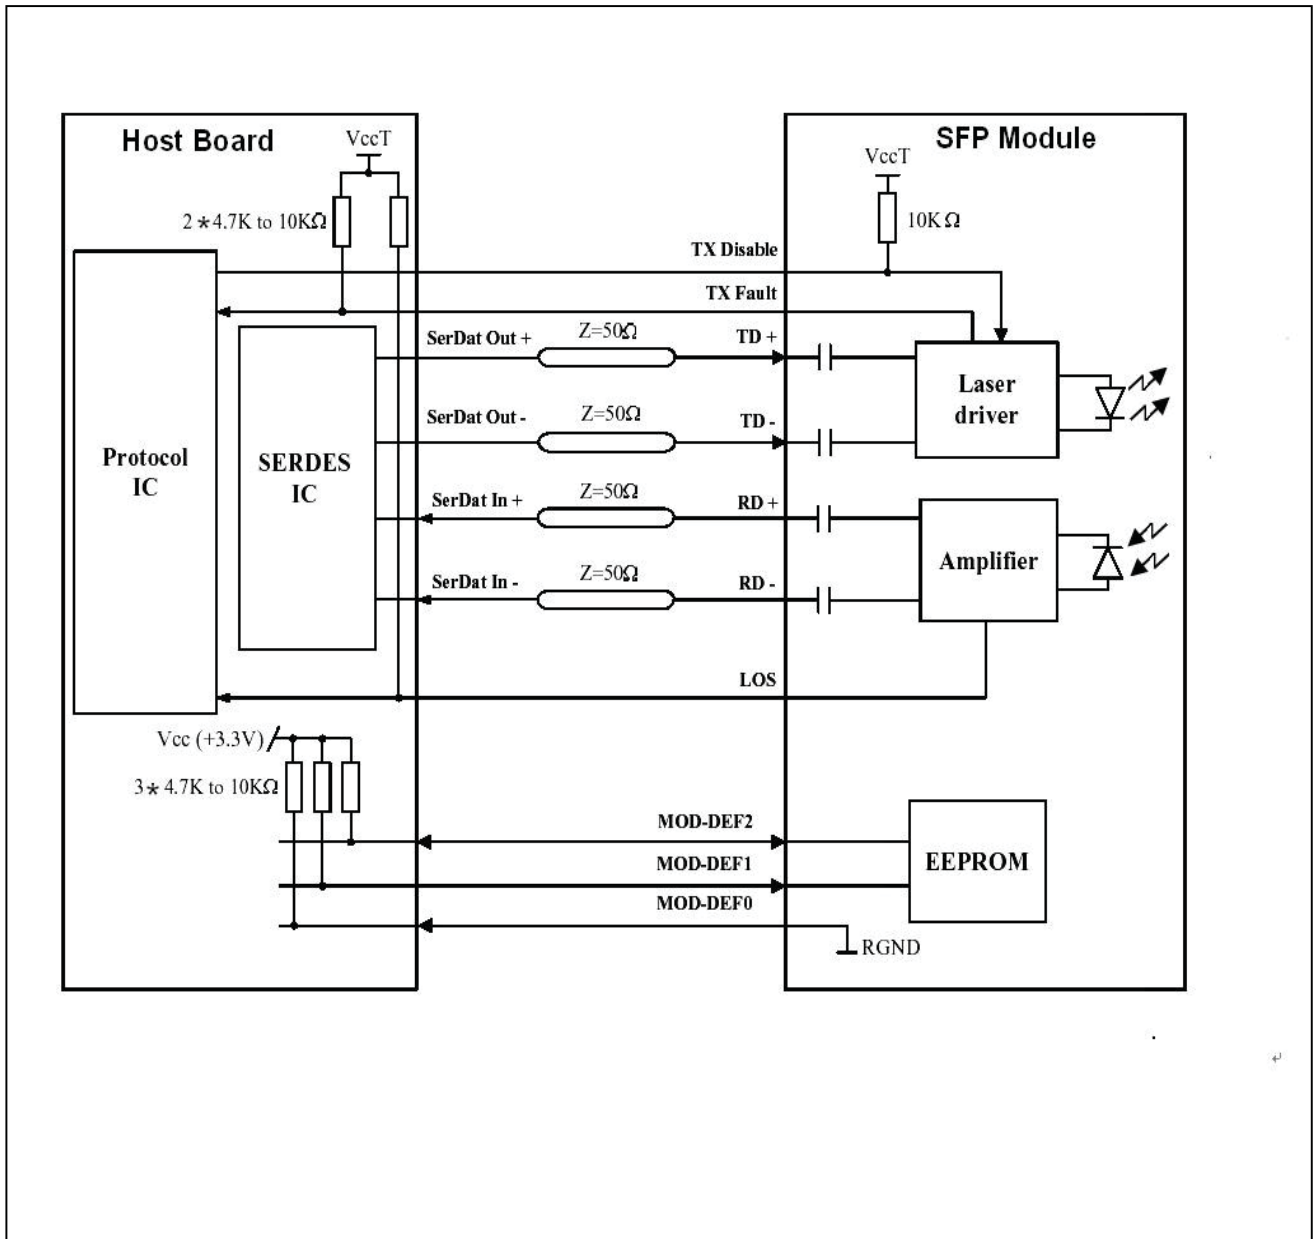 Host Board
SFP Module
VccT
VccT
2*4.7K to 10KΩ
10KΩ
TX Disable
TX Fault
SerDat Out +
Z=50Ω
TD +
Laser
driver
SerDat Out -
Z=50Ω
TD -
Protocol
IC
SERDES
IC
SerDat In +
Z=50Ω
RD +
Amplifier
SerDat In -
Z=50Ω
RD -
LOS
Vcc (+3.3V)
3*4.7K to 10KΩ
MOD-DEF2
MOD-DEF1
EEPROM
MOD-DEF0
RGND